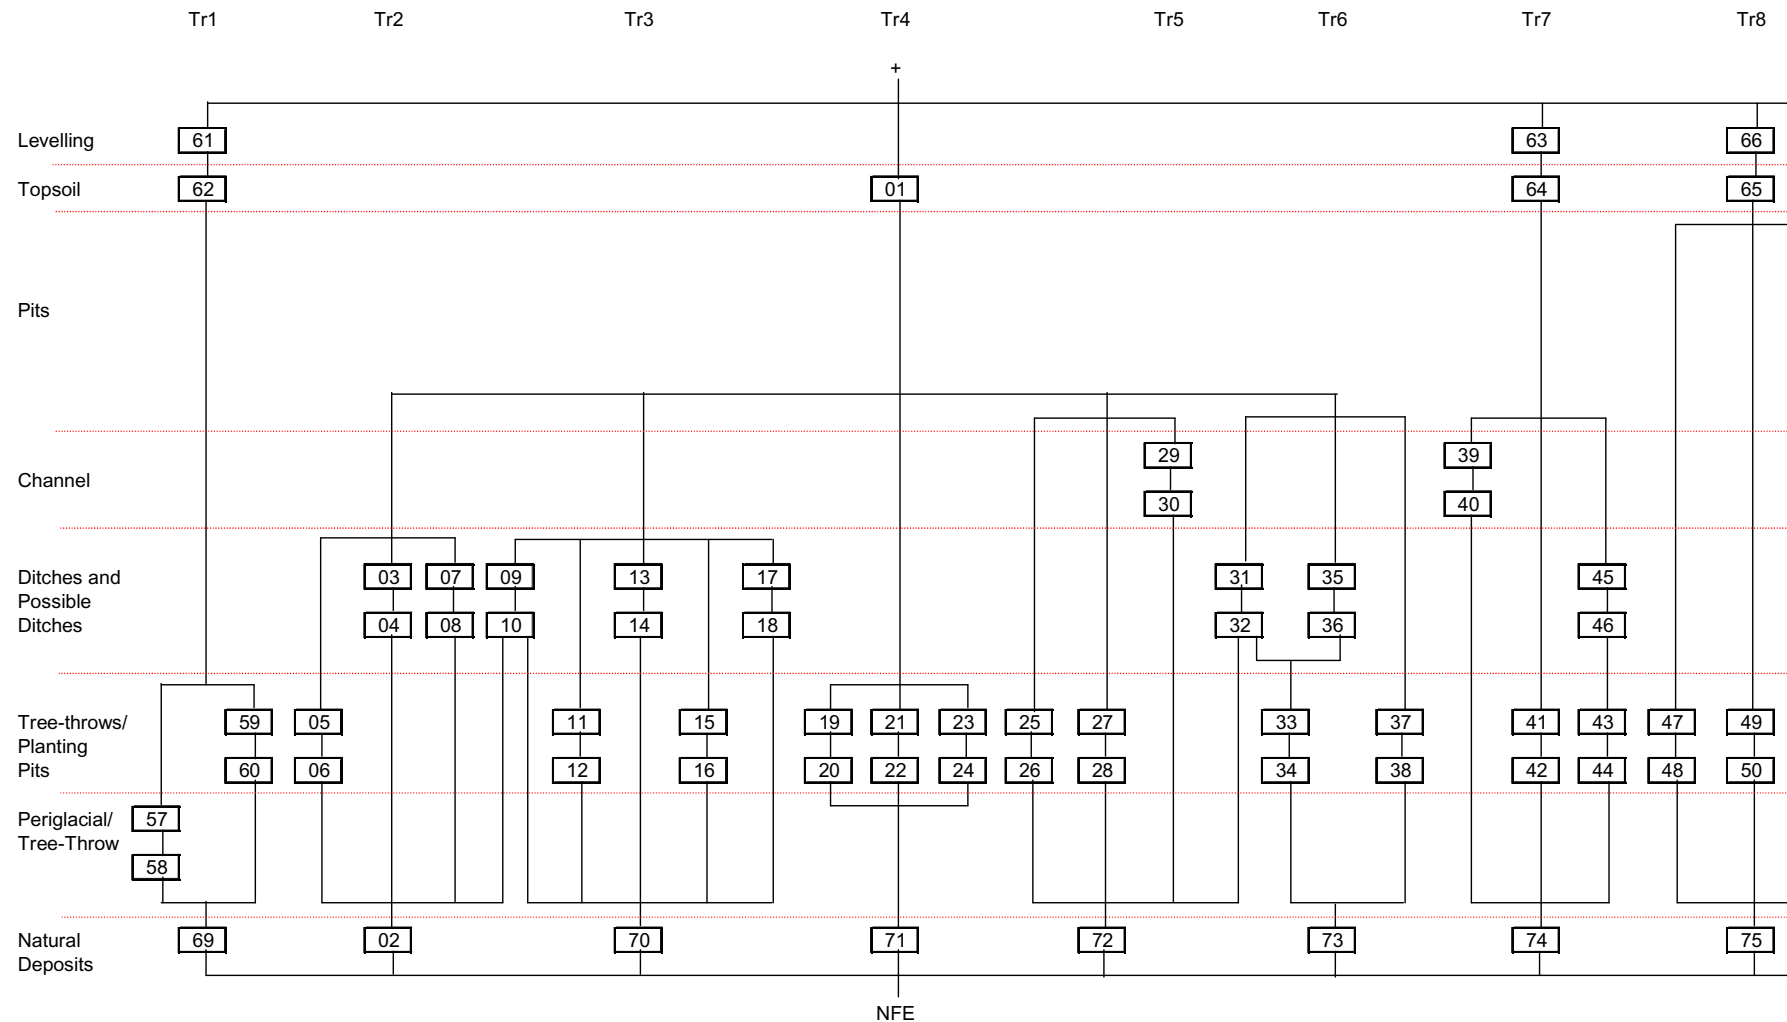 Tr1 Tr2 Tr3 Tr4 Tr5 Tr6 Tr7 Tr8
+
Levelling 61 63 66
Topsoil 62 01 64 65
Pits
29 39
Channel
30 40
Ditches and 03 07 09 13 17 31 35 45
Possible
Ditches 04 08 10 14 18 32 36 46
Tree-throws/ 59 05 11 15 19 21 23 25 27 33 37 41 43 47 49
Planting
Pits 60 06 12 16 20 22 24 26 28 34 38 42 44 48 50
Periglacial/ 57
Tree-Throw
58
Natural 69 02 70 71 72 73 74 75
Deposits
NFE